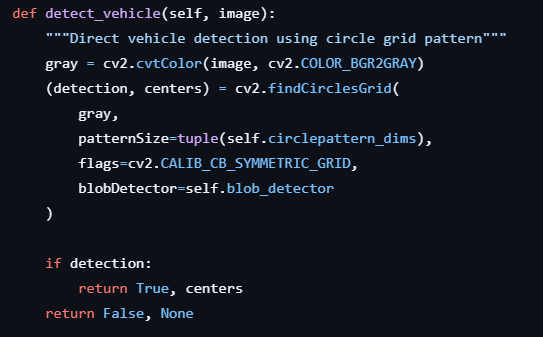 def detect_vehicle(self, image):
    """Direct vehicle detection using circle grid pattern"""
    gray = cv2.cvtColor(image, cv2.COLOR_BGR2GRAY)
    (detection, centers) = cv2.findCirclesGrid(
        gray,
        patternSize=tuple(self.circlepattern_dims),
        flags=cv2.CALIB_CB_SYMMETRIC_GRID,
        blobDetector=self.blob_detector
    )

    if detection:
        return True, centers
    return False, None